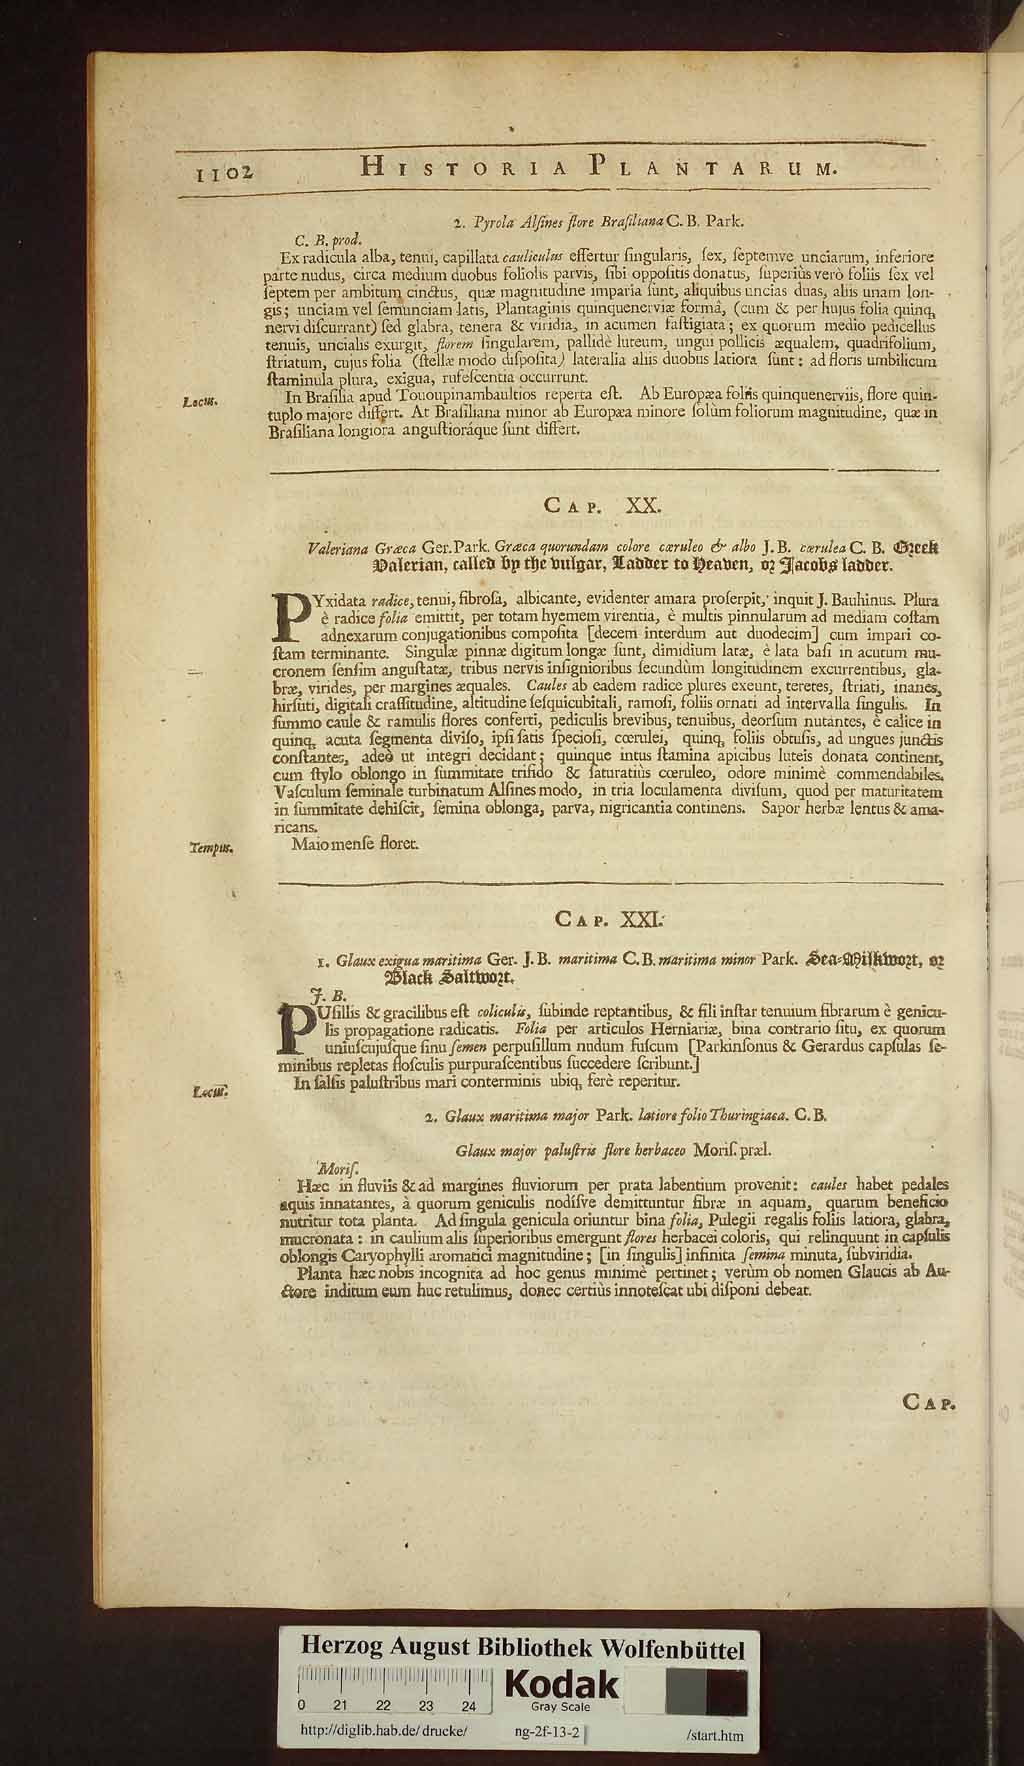 1102 HISTORIA PLANTARUM.
2. Pyrola Alſines flore Braſiliana C. B. Park.
C. B. prod.
Ex radicula alba, tenui, capillata cauliculus effertur ſingularis, ſex, ſeptemve unciarum, inferiore
parte nudus, circa medium duobus foliolis parvis, ſibi oppoſitis donatus, ſuperiùs verò foliis ſex vel
ſeptem per ambitum cinctus, quæ magnitudine imparia ſunt, aliquibus uncias duas, aliis unam lon-
gis; unciam vel ſemunciam latis, Plantaginis quinquenerviæ formâ, (cum & per hujus folia quinq;
nervi diſcurrant) ſed glabra, tenera & viridia, in acumen faſtigiata; ex quorum medio pedicellus
tenuis, uncialis exurgit, florem ſingularem, pallidè luteum, ungui pollicis æqualem, quadrifolium,
ſtriatum, cujus folia (ſtellæ modo diſpoſita) lateralia aliis duobus latiora ſunt: ad floris umbilicum
ſtaminula plura, exigua, rufeſcentia occurrunt.
Locus.
In Braſilia apud Tououpinambaultios reperta eſt. Ab Europæa foliis quinquenerviis, flore quin-
tuplo majore differt. At Braſiliana minor ab Europæa minore ſolùm foliorum magnitudine, quæ in
Braſiliana longiora anguſtioráque ſunt differt.
CAP. XX.
Valeriana Græca Ger. Park. Græca quorundam colore cæruleo & albo J. B. cærulea C. B. Greek
Valerian, called by the vulgar, Ladder to Heaven, or Jacobs ladder.
PYxidata radice, tenui, fibroſa, albicante, evidenter amara proſerpit, inquit J. Bauhinus. Plura
è radice folia emittit, per totam hyemem virentia, è multis pinnularum ad mediam coſtam
adnexarum conjugationibus compoſita [decem interdum aut duodecim] cum impari co-
ſtam terminante. Singulæ pinnæ digitum longæ ſunt, dimidium latæ, è lata baſi in acutum mu-
cronem ſenſim anguſtatæ, tribus nervis inſignioribus ſecundùm longitudinem excurrentibus, gla-
bræ, virides, per margines æquales. Caules ab eadem radice plures exeunt, teretes, ſtriati, inanes,
hirſuti, digitali craſſitudine, altitudine ſeſquicubitali, ramoſi, foliis ornati ad intervalla ſingulis. In
ſummo caule & ramulis flores conferti, pediculis brevibus, tenuibus, deorſum nutantes, è calice in
quinq; acuta ſegmenta diviſo, ipſi ſatis ſpecioſi, cœrulei, quinq; foliis obtuſis, ad ungues junctis
conſtantes, adeò ut integri decidant; quinque intus ſtamina apicibus luteis donata continent,
cum ſtylo oblongo in ſummitate trifido & ſaturatiùs cœruleo, odore minimè commendabiles.
Vaſculum ſeminale turbinatum Alſines modo, in tria loculamenta diviſum, quod per maturitatem
in ſummitate dehiſcit, ſemina oblonga, parva, nigricantia continens. Sapor herbæ lentus & ama-
ricans.
Tempus.
Maio menſe floret.
CAP. XXI.
1. Glaux exigua maritima Ger. J. B. maritima C. B. maritima minor Park. Sea-Milkwort, or
Black Saltwort.
J. B.
PUſillis & gracilibus eſt coliculis, ſubinde reptantibus, & fili inſtar tenuium fibrarum è genicu-
lis propagatione radicatis. Folia per articulos Herniariæ, bina contrario ſitu, ex quorum
uniuſcujuſque ſinu ſemen perpuſillum nudum fuſcum [Parkinſonus & Gerardus capſulas ſe-
minibus repletas floſculis purpuraſcentibus ſuccedere ſcribunt.]
Locus.
In ſalſis paluſtribus mari conterminis ubiq; ferè reperitur.
2. Glaux maritima major Park. latiore folio Thuringiaca. C. B.
Glaux major paluſtris flore herbaceo Moriſ. præl.
Moriſ.
Hæc in fluviis & ad margines fluviorum per prata labentium provenit: caules habet pedales
aquis innatantes, à quorum geniculis nodiſve demittuntur fibræ in aquam, quarum beneficio
nutritur tota planta. Ad ſingula genicula oriuntur bina folia, Pulegii regalis foliis latiora, glabra,
mucronata: in caulium alis ſuperioribus emergunt flores herbacei coloris, qui relinquunt in capſulis
oblongis Caryophylli aromatici magnitudine; [in ſingulis] infinita ſemina minuta, ſubviridia.
Planta hæc nobis incognita ad hoc genus minimè pertinet; verùm ob nomen Glaucis ab Au-
ctore inditum eum huc retulimus, donec certiùs innoteſcat ubi diſponi debeat.
CAP.
Herzog August Bibliothek Wolfenbüttel
0 21 22 23 24
Kodak
Gray Scale
http://diglib.hab.de/drucke/ ng-2f-13-2 /start.htm